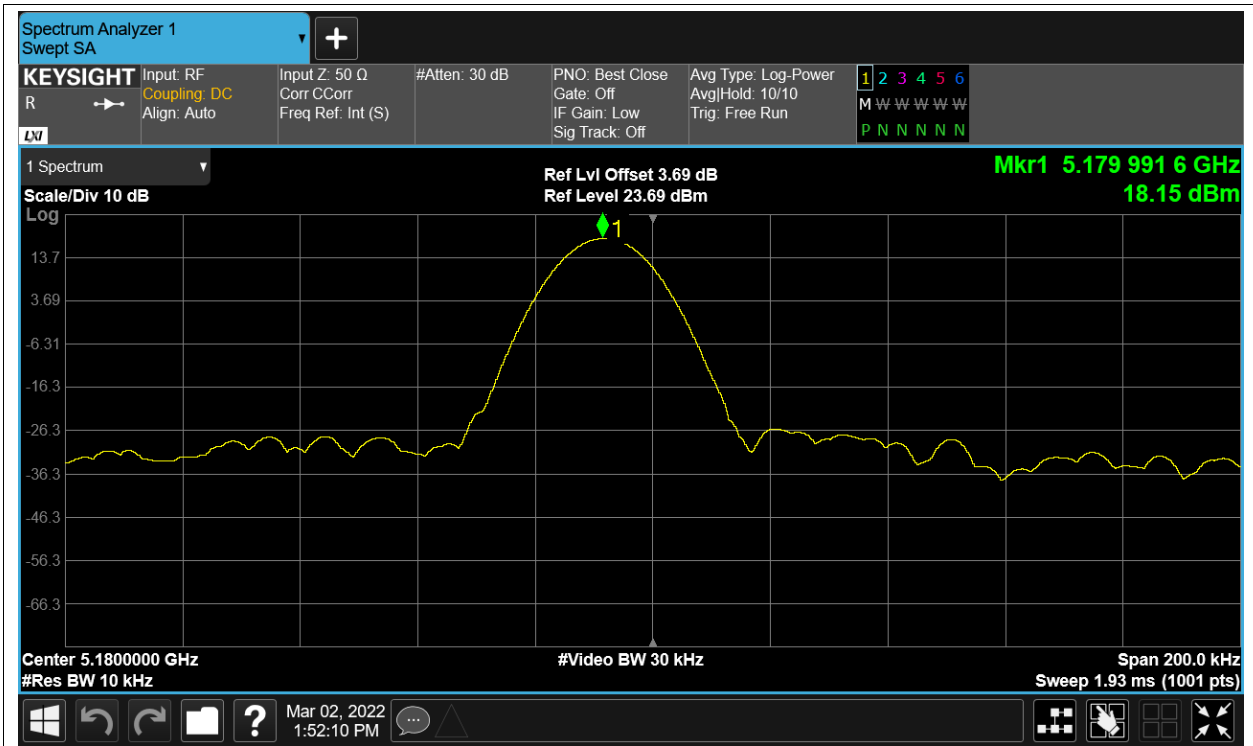 Spectrum Analyzer 1
Swept SA
KEYSIGHT
R
LXI
Input: RF
Coupling: DC
Align: Auto
Input Z: 50 Ω
Corr CCorr
Freq Ref: Int (S)
#Atten: 30 dB
PNO: Best Close
Gate: Off
IF Gain: Low
Sig Track: Off
Avg Type: Log-Power
Avg|Hold: 10/10
Trig: Free Run
1 2 3 4 5 6
M W W W W W
P N N N N N
1 Spectrum
Scale/Div 10 dB
Ref Lvl Offset 3.69 dB
Ref Level 23.69 dBm
Mkr1 5.179 991 6 GHz
18.15 dBm
Log
1
13.7
3.69
-6.31
-16.3
-26.3
-36.3
-46.3
-56.3
-66.3
Center 5.1800000 GHz
#Video BW 30 kHz
Span 200.0 kHz
#Res BW 10 kHz
Sweep 1.93 ms (1001 pts)
?
Mar 02, 2022
1:52:10 PM